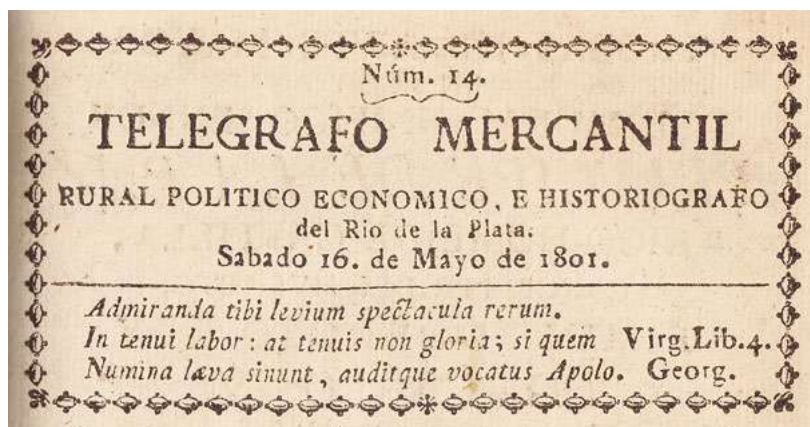 Núm. 14.
TELEGRAFO MERCANTIL
RURAL POLITICO ECONOMICO, E HISTORIOGRAFO
del Rio de la Plata.
Sabado 16. de Mayo de 1801.
Admiranda tibi levium spectacula rerum.
In tenui labor: at tenuis non gloria; si quem Virg. Lib. 4.
Numina læva sinunt, auditque vocatus Apolo. Georg.